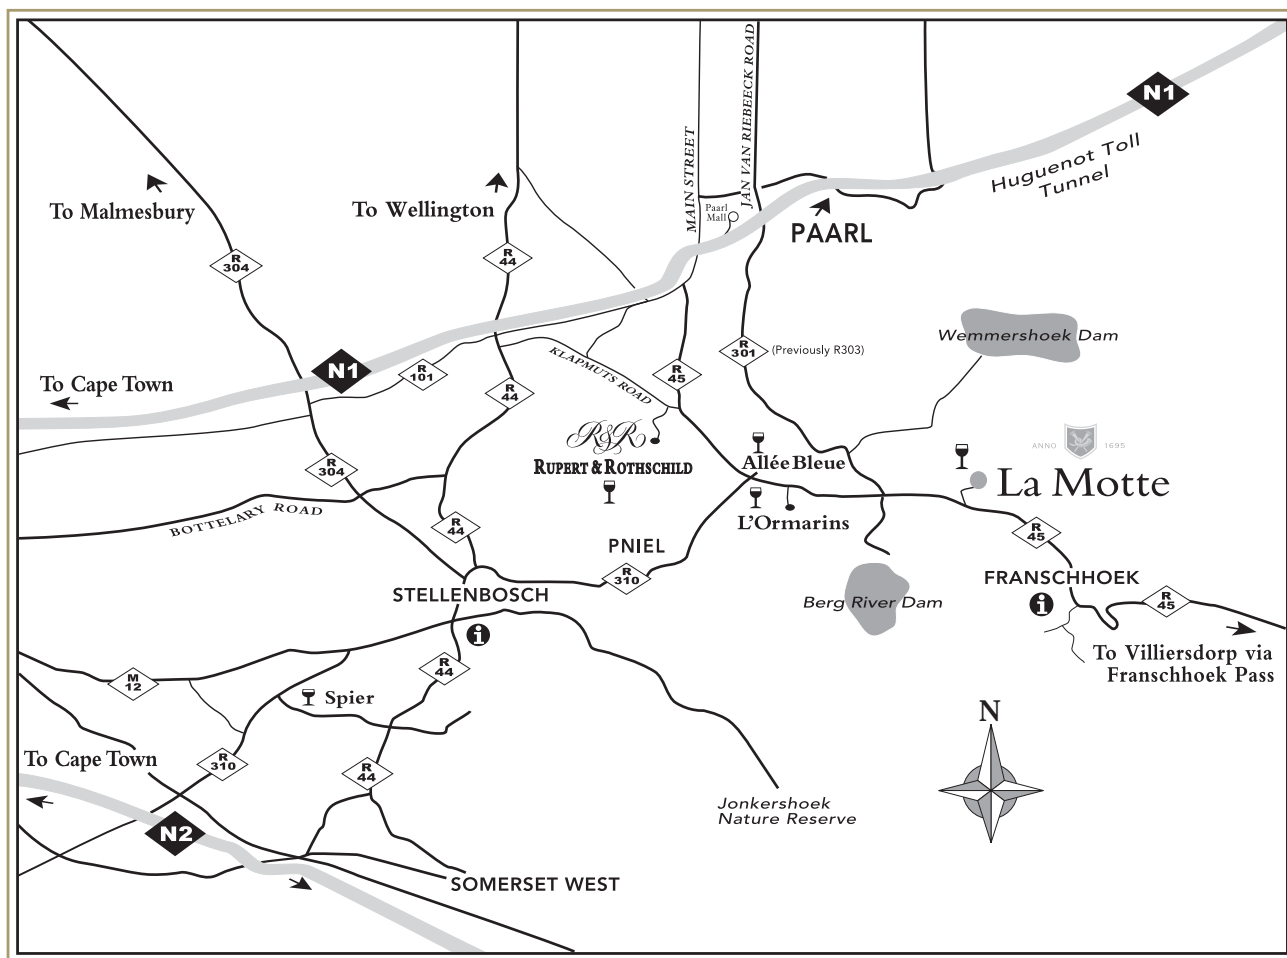 N1
Huguenot Toll
Tunnel
MAIN STREET
JAN VAN RIEBEECK ROAD
To Malmesbury
To Wellington
Paarl
Mall
PAARL
R
304
R
44
Wemmershoek Dam
R
301
(Previously R303)
KLAPMUTS ROAD
N1
R
101
R
45
To Cape Town
R
44
R&R
RUPERT & ROTHSCHILD
Allée Bleue
ANNO
1695
La Motte
R
304
BOTTELARY ROAD
R
44
L'Ormarins
R
45
PNIEL
R
310
FRANSCHHOEK
STELLENBOSCH
Berg River Dam
i
R
45
i
To Villiersdorp via
Franschhoek Pass
R
44
M
12
Spier
N
To Cape Town
R
310
R
44
Jonkershoek
Nature Reserve
N2
SOMERSET WEST